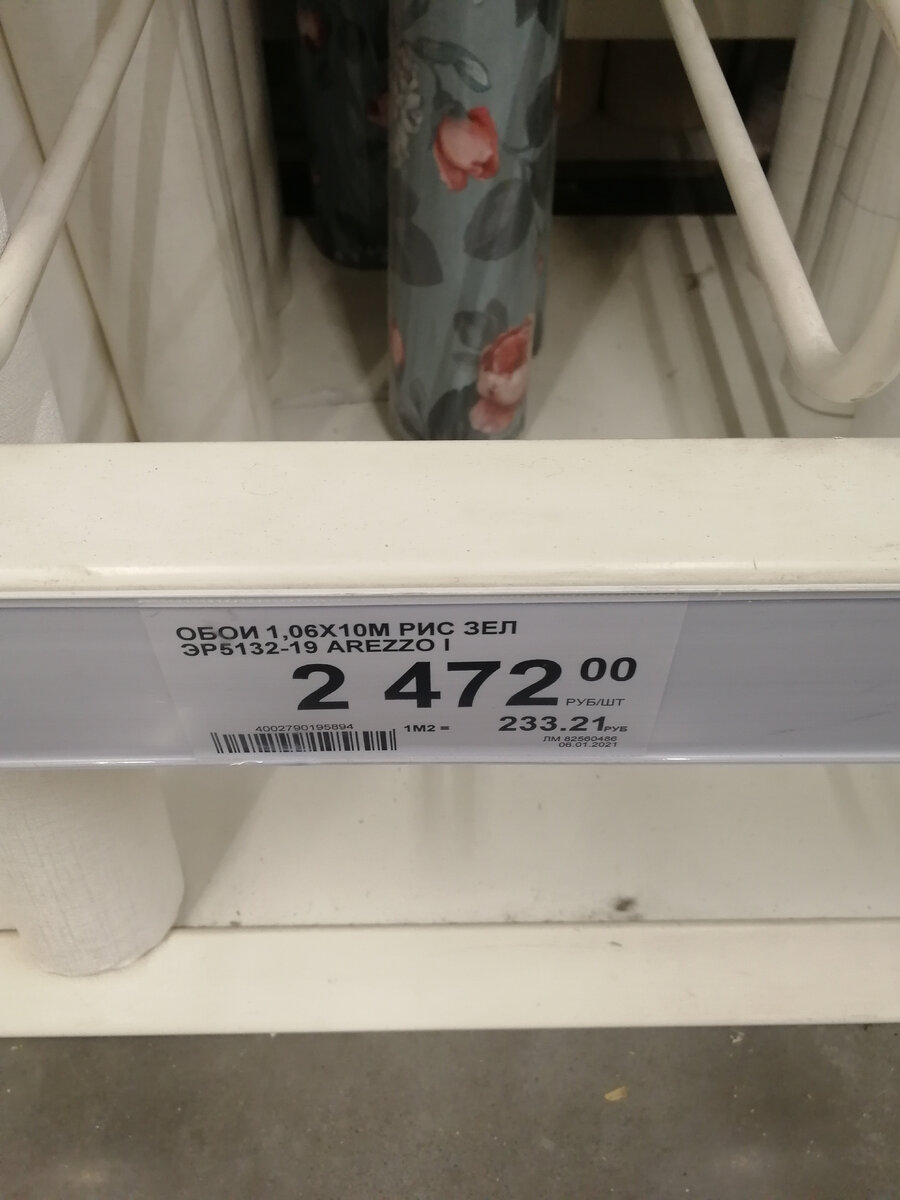 ОБОИ 1,06Х10М РИС ЗЕЛ
ЭР5132-19 AREZZO I
2 472 00
РУБ/ШТ
4002790195894 1М2 = 233.21РУБ
ЛМ 82560486
06.01.2021